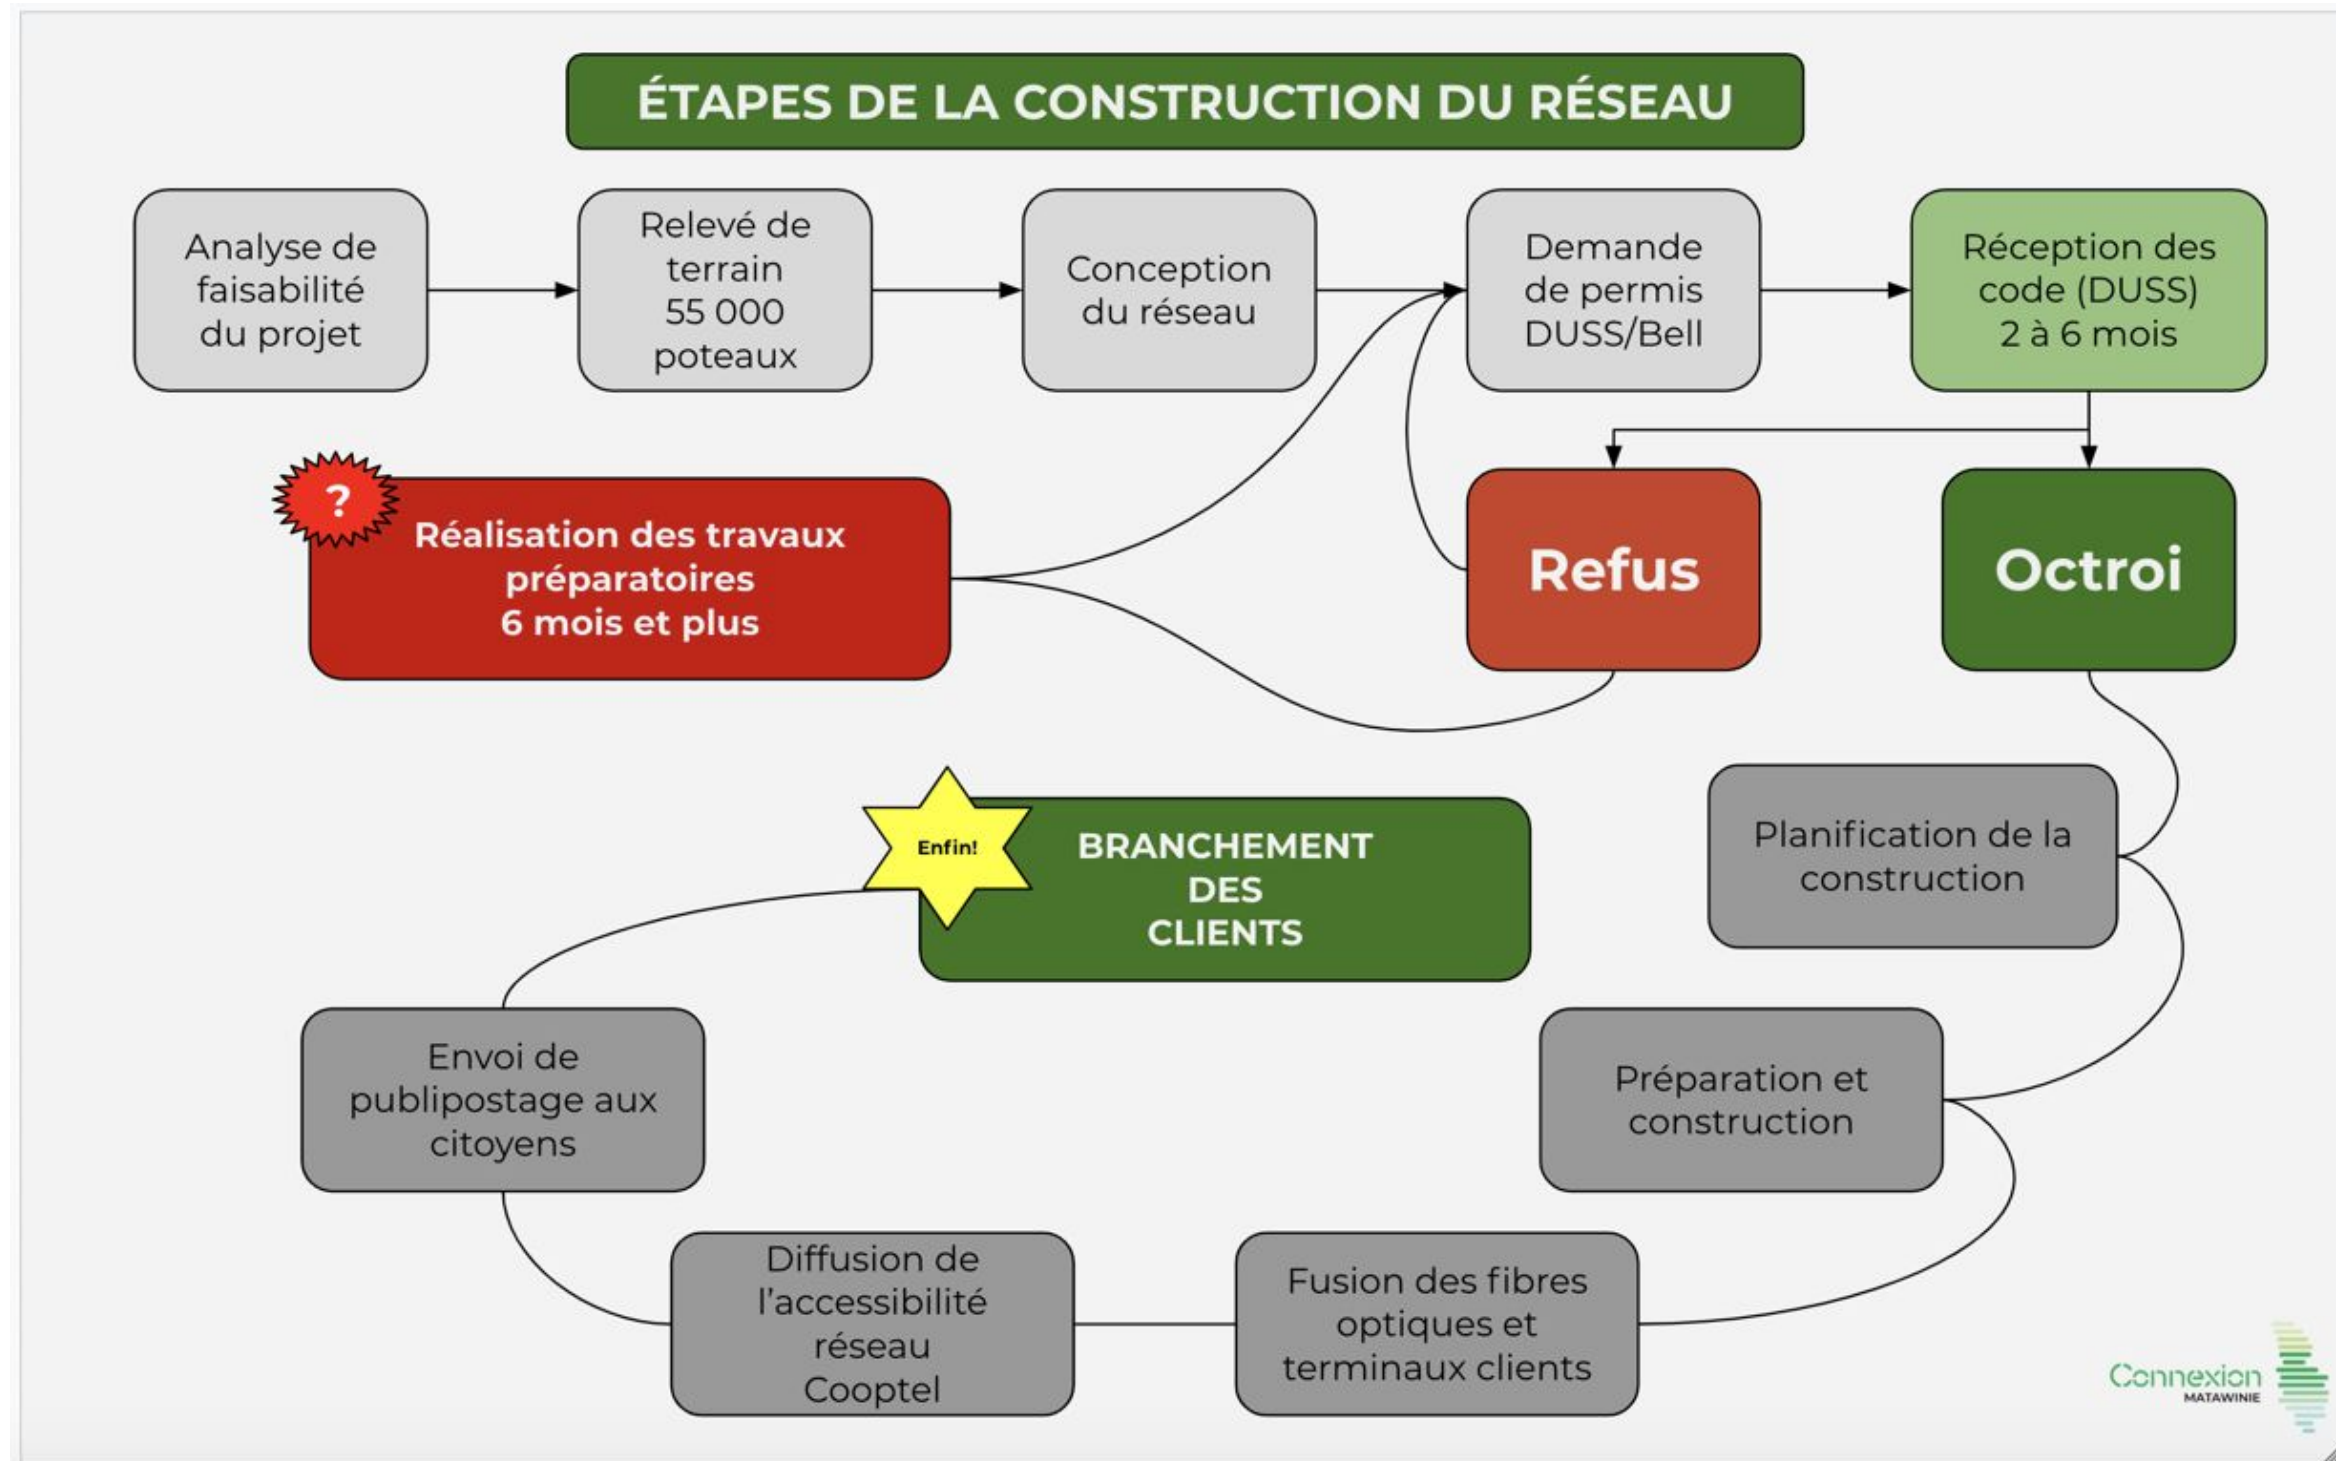 ÉTAPES DE LA CONSTRUCTION DU RÉSEAU
Analyse de
faisabilité
du projet
Relevé de
terrain
55 000
poteaux
Conception
du réseau
Demande
de permis
DUSS/Bell
Réception des
code (DUSS)
2 à 6 mois
?
Réalisation des travaux
préparatoires
6 mois et plus
Refus
Octroi
Enfin!
BRANCHEMENT
DES
CLIENTS
Planification de la
construction
Envoi de
publipostage aux
citoyens
Préparation et
construction
Diffusion de
l'accessibilité
réseau
Cooptel
Fusion des fibres
optiques et
terminaux clients
Connexion
MATAWINIE